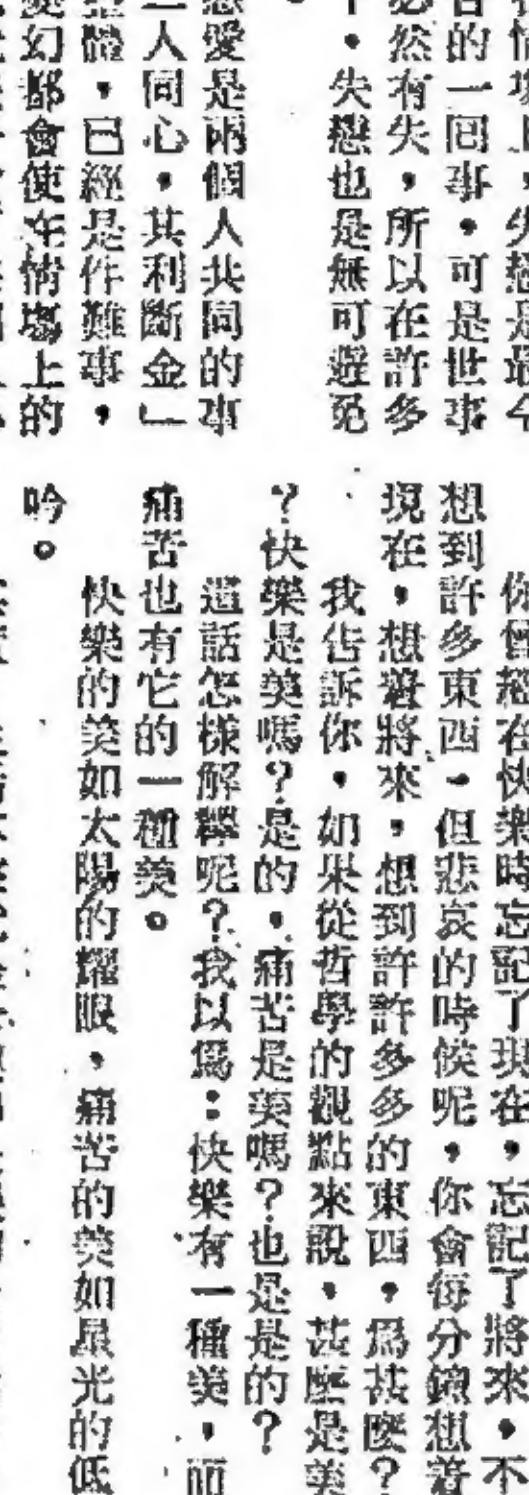 情場上，失戀是最令
的一回事，可是世事
必然有失，所以在許多
，失戀也是無可避免
戀愛是兩個人共同的事
二人同心，其利斷金」
體，已經是件難事，
變幻都會使在情場上的
你會說在快樂時忘記了現在，忘記了將來，不
想到許多東西，但悲哀的時候呢，你會每分鐘想着
現在，想着將來，想到許許多多的東西，爲甚麼？
我告訴你，如果從哲學的觀點來說，甚麼是美
？快樂是美嗎？是的，痛苦是美嗎？也是是的？
這話怎樣解釋呢？我以爲：快樂有一種美，而
痛苦也有它的一種美。
快樂的美如太陽的耀眼，痛苦的美如星光的低
吟。